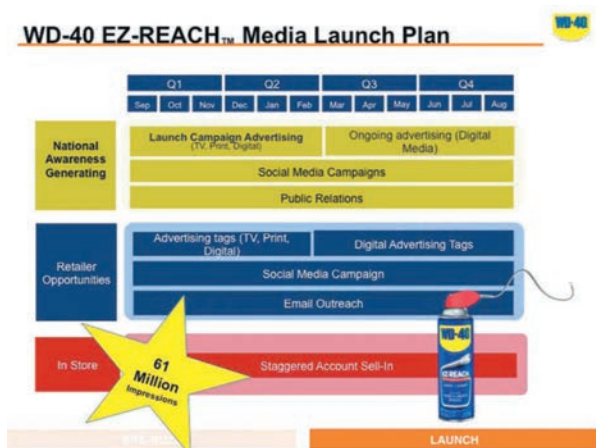 WD-40 EZ-REACH™ Media Launch Plan
WD-40
Q1 Q2 Q3 Q4
Sep Oct Nov Dec Jan Feb Mar Apr May Jun Jul Aug
National
Awareness
Generating
Launch Campaign Advertising
(TV, Print, Digital)
Ongoing advertising (Digital
Media)
Social Media Campaigns
Public Relations
Retailer
Opportunities
Advertising tags (TV, Print,
Digital)
Digital Advertising Tags
Social Media Campaign
Email Outreach
In Store
61
Million
Impressions
Staggered Account Sell-In
WD-40
EZ-REACH
LAUNCH